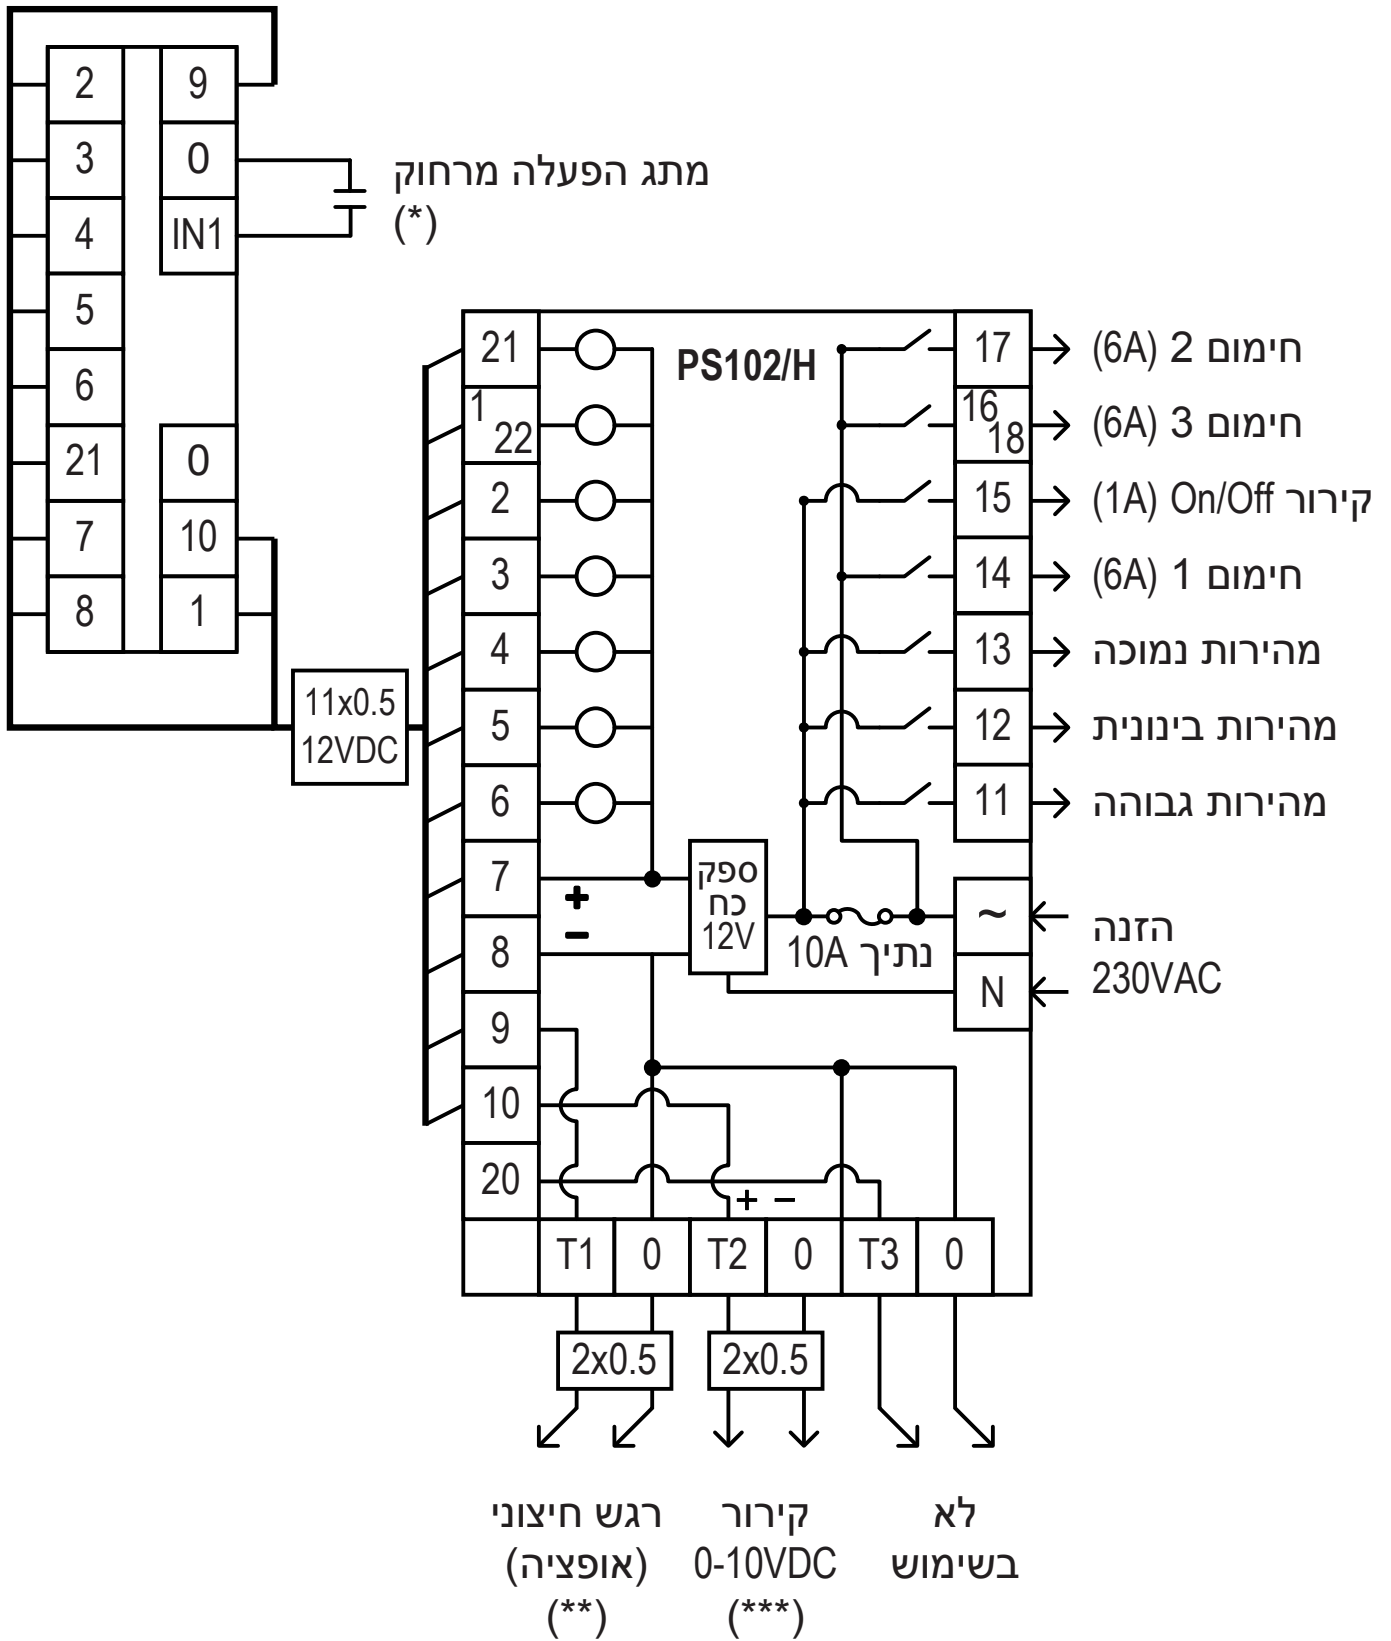 2
9
3
0
4
IN1
5
6
21
0
7
10
8
1
מתג הפעלה מרחוק
(*)
11x0.5
12VDC
PS102/H
21
1
22
2
3
4
5
6
7
8
9
10
20
+
−
ספק
כח
12V
נתיך 10A
17
חימום 2 (6A)
16
18
חימום 3 (6A)
15
קירור On/Off (1A)
14
חימום 1 (6A)
13
מהירות נמוכה
12
מהירות בינונית
11
מהירות גבוהה
~
N
הזנה
230VAC
+ −
T1
0
T2
0
T3
0
2x0.5
2x0.5
רגש חיצוני
(אופציה)
(**)
קירור
0-10VDC
(***)
לא
בשימוש